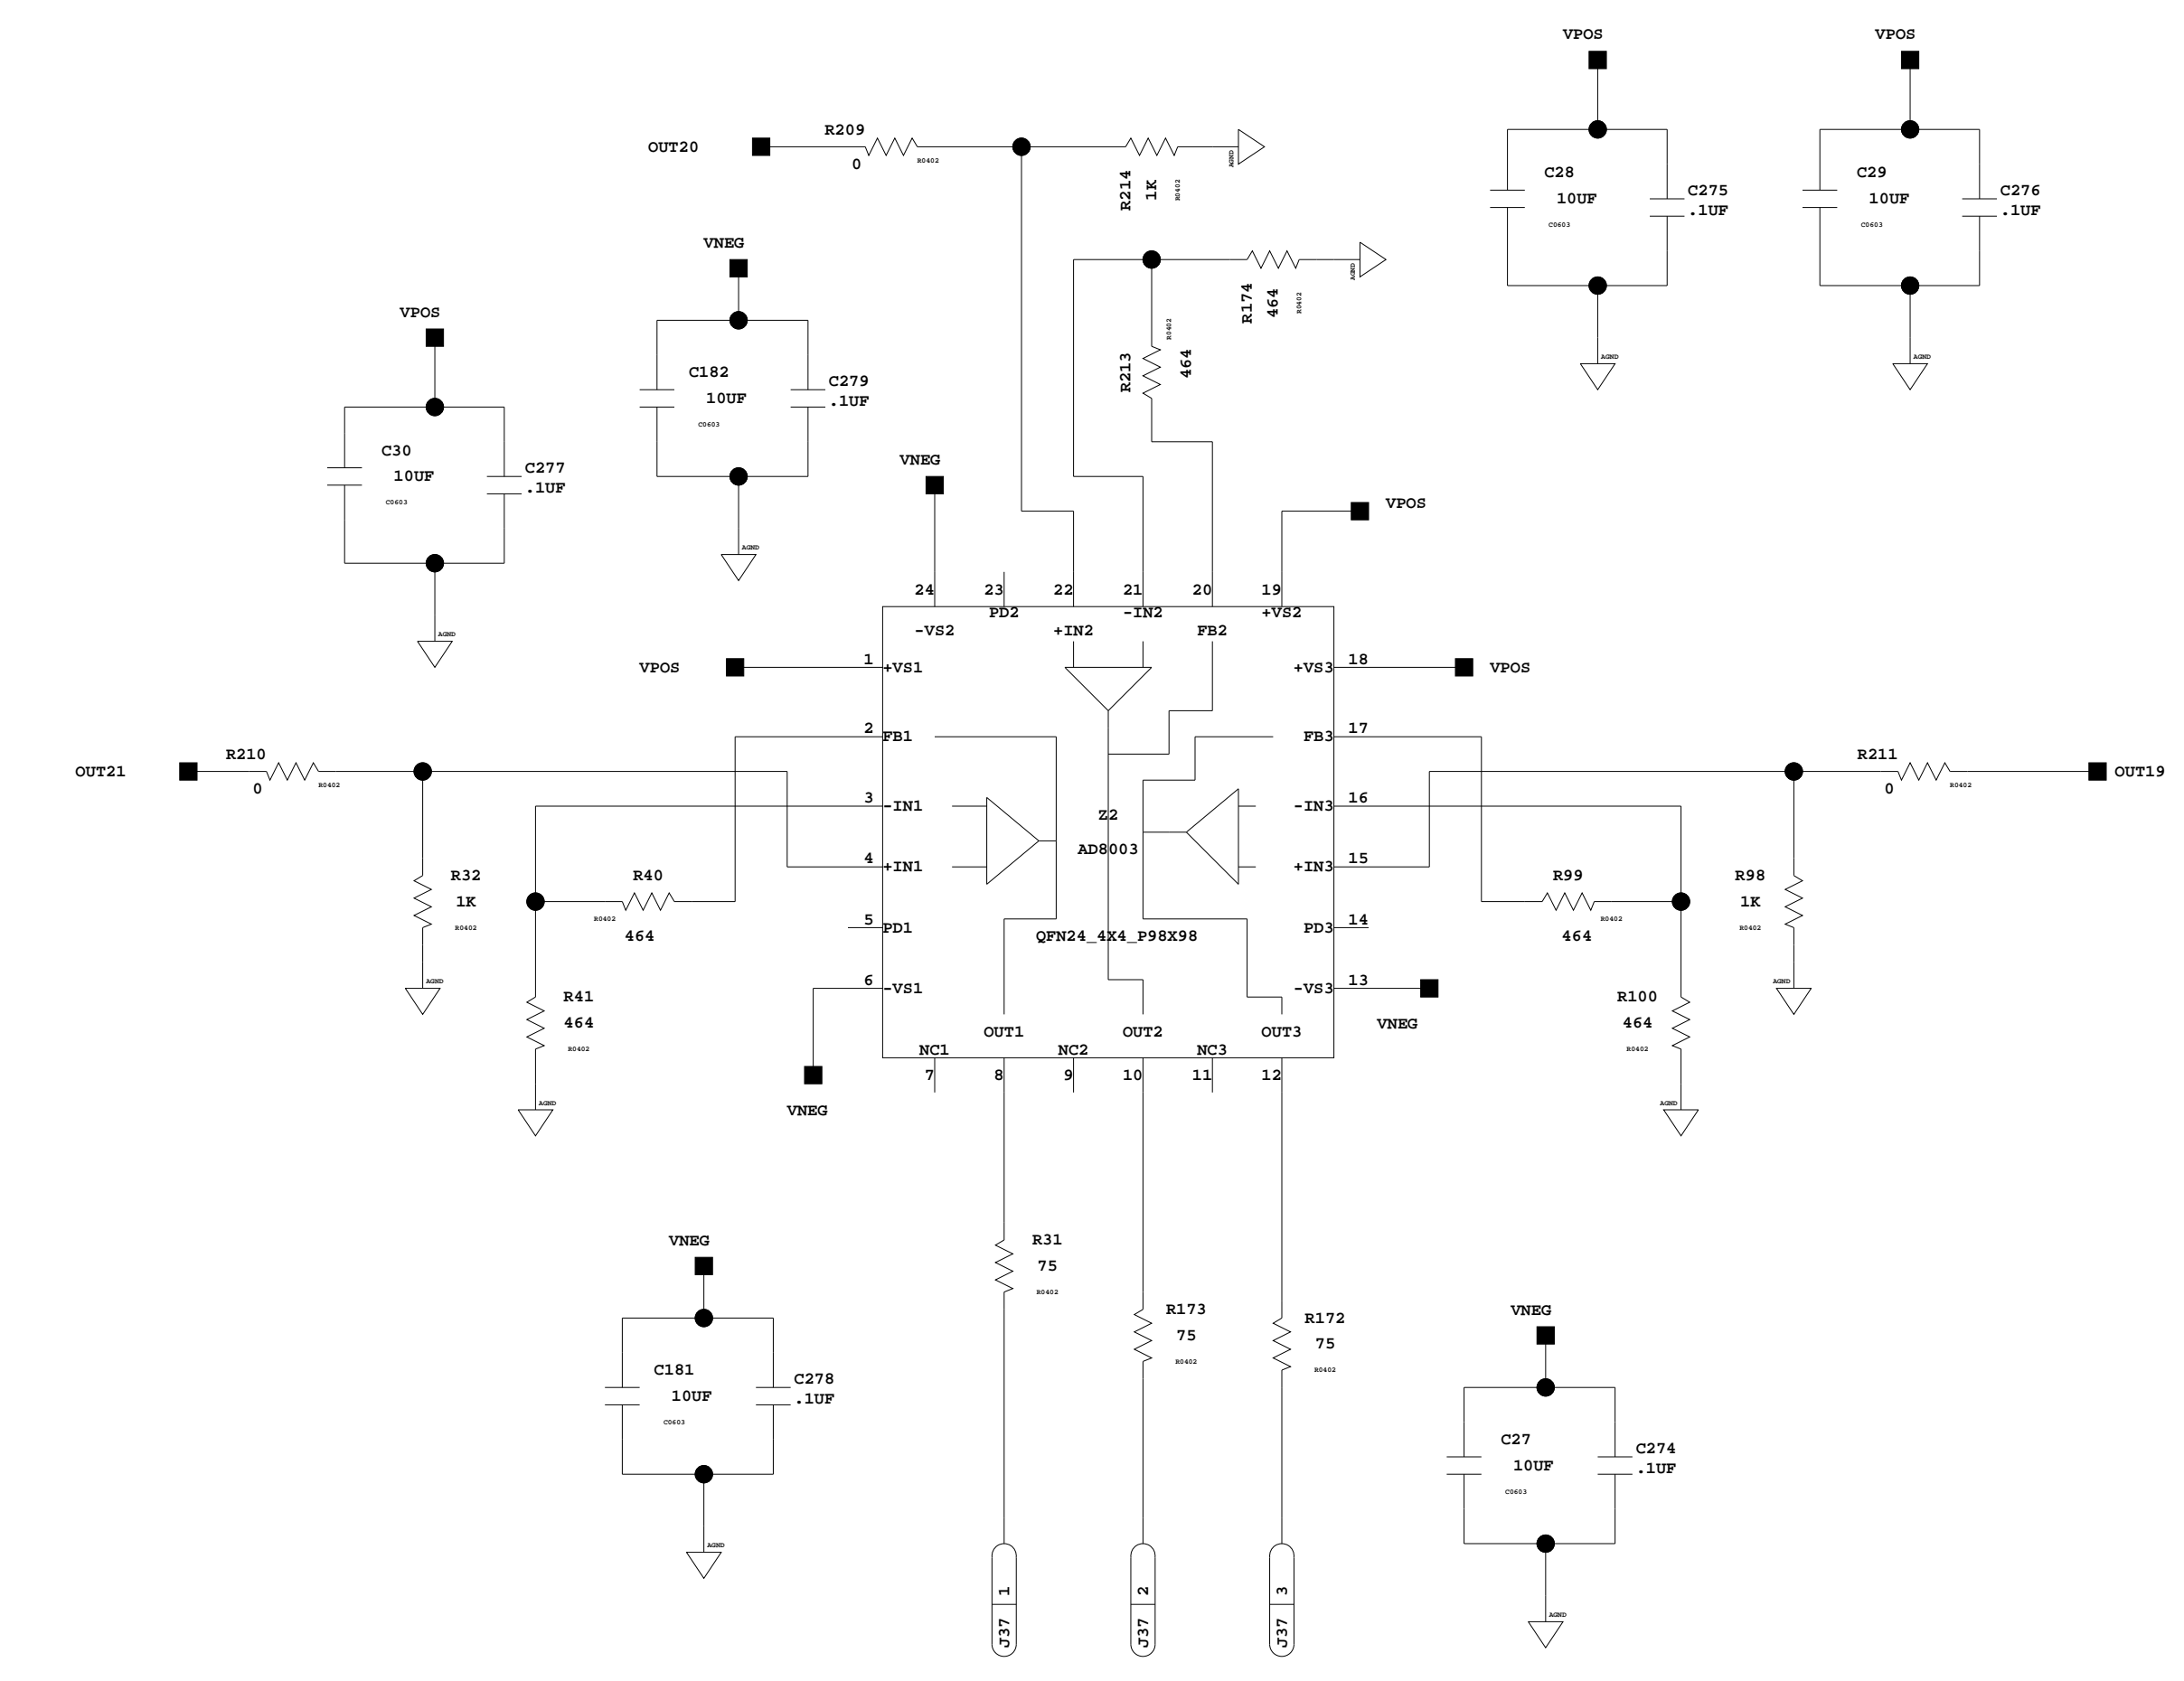 VPOS
VPOS
OUT20
R209
0
R0402
R214
1K
R0402
AGND
C28
10UF
C0603
C275
.1UF
C29
10UF
C0603
C276
.1UF
VNEG
R174
464
R0402
AGND
R213
464
R0402
VPOS
C182
10UF
C0603
C279
.1UF
AGND
AGND
C30
10UF
C0603
C277
.1UF
VNEG
VPOS
AGND
AGND
24
23
22
21
20
19
-VS2
PD2
+IN2
-IN2
FB2
+VS2
VPOS
1
+VS1
+VS3
18
VPOS
2
FB1
FB3
17
OUT21
R210
0
R0402
R211
0
R0402
OUT19
3
-IN1
Z2
-IN3
16
AD8003
4
+IN1
+IN3
15
R32
1K
R0402
R40
R0402
464
R99
R0402
464
R98
1K
R0402
5
PD1
QFN24_4X4_P98X98
PD3
14
AGND
6
-VS1
-VS3
13
AGND
R41
464
R0402
R100
464
R0402
VNEG
OUT1
OUT2
OUT3
NC1
NC2
NC3
7
8
9
10
11
12
VNEG
AGND
AGND
VNEG
R31
75
R0402
R173
75
R0402
R172
75
R0402
VNEG
C181
10UF
C0603
C278
.1UF
C27
10UF
C0603
C274
.1UF
AGND
J37 1
J37 2
J37 3
AGND